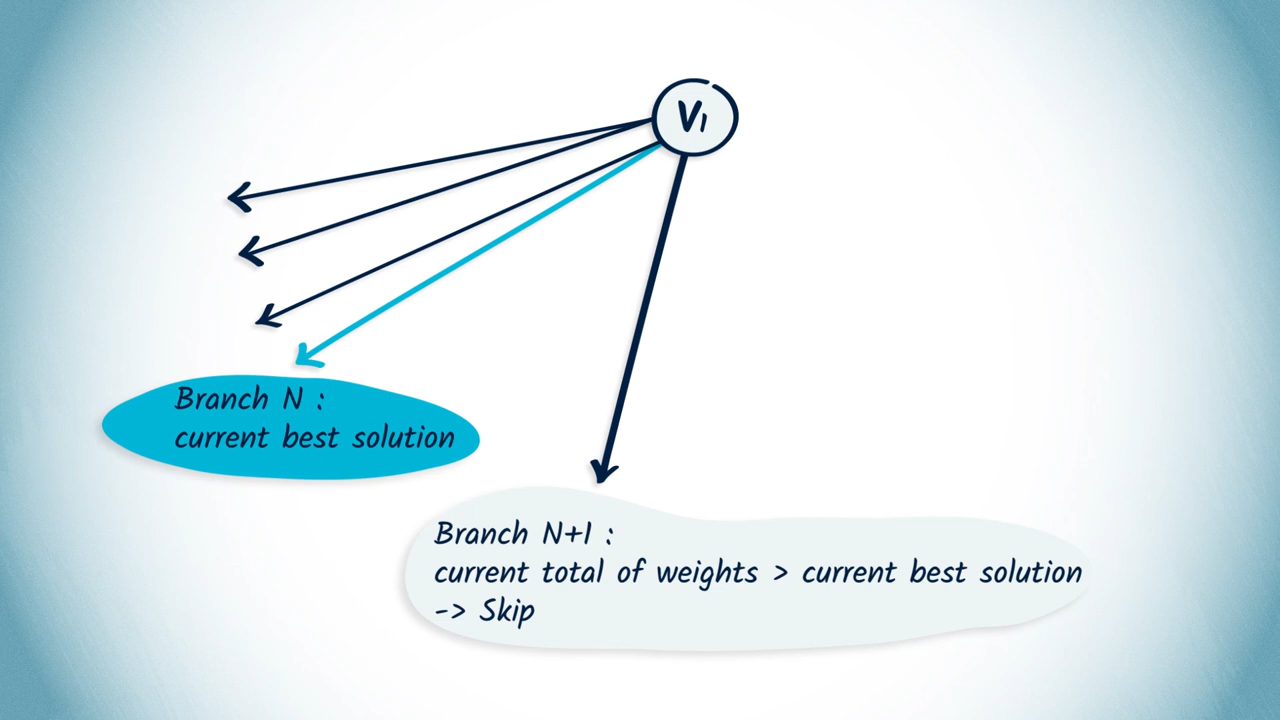 V1
Branch N :
current best solution
Branch N+1 :
current total of weights > current best solution
-> Skip